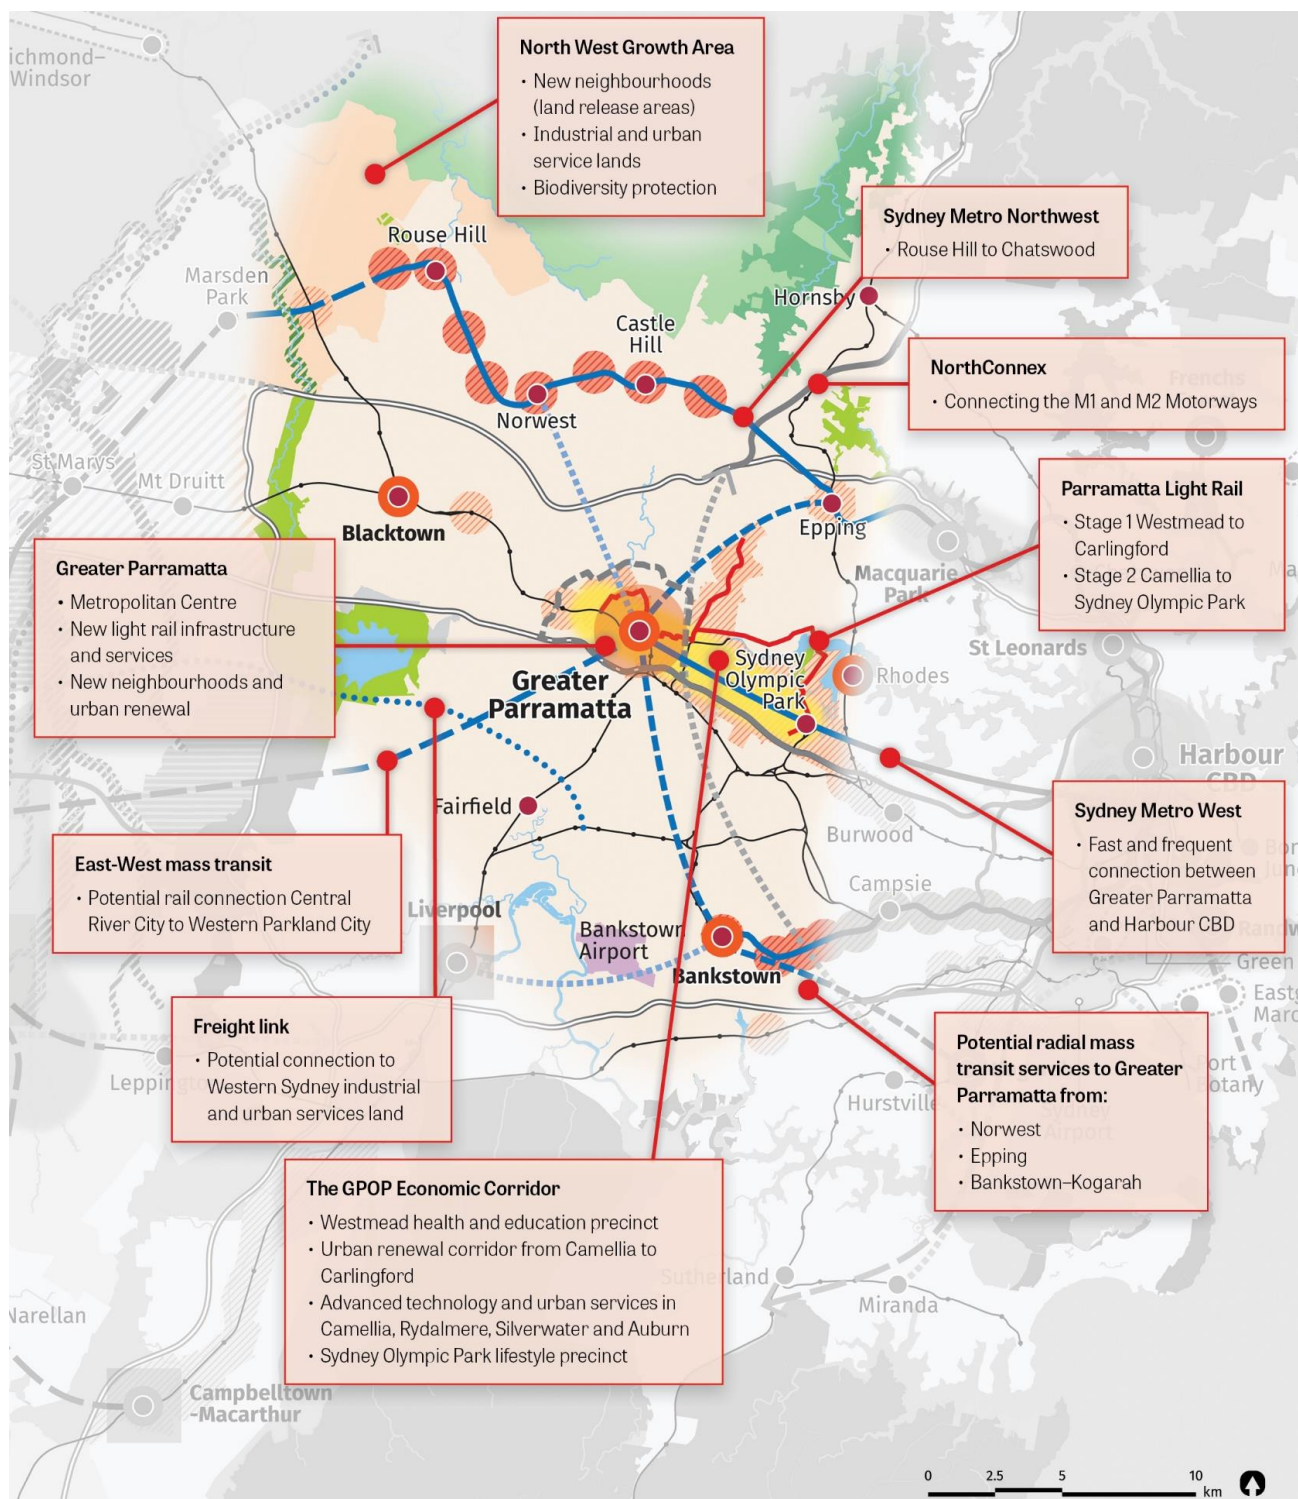 North West Growth Area
• New neighbourhoods
(land release areas)
• Industrial and urban
service lands
• Biodiversity protection
Richmond–
Windsor
Sydney Metro Northwest
• Rouse Hill to Chatswood
Rouse Hill
Marsden
Park
Hornsby
Castle
Hill
NorthConnex
• Connecting the M1 and M2 Motorways
Frenchs
Norwest
St Marys
Mt Druitt
Blacktown
Epping
Parramatta Light Rail
• Stage 1 Westmead to
Carlingford
• Stage 2 Camellia to
Sydney Olympic Park
Macquarie
Park
Greater Parramatta
• Metropolitan Centre
• New light rail infrastructure
and services
• New neighbourhoods and
urban renewal
St Leonards
Sydney
Olympic
Park
Rhodes
Greater
Parramatta
Harbour
CBD
Fairfield
Burwood
Sydney Metro West
• Fast and frequent
connection between
Greater Parramatta
and Harbour CBD
East-West mass transit
• Potential rail connection Central
River City to Western Parkland City
Campsie
Liverpool
Bankstown
Airport
Bankstown
Green
Freight link
• Potential connection to
Western Sydney industrial
and urban services land
Leppington
Potential radial mass
transit services to Greater
Parramatta from:
• Norwest
• Epping
• Bankstown–Kogarah
Port
Botany
Sydney
Airport
Hurstville
The GPOP Economic Corridor
• Westmead health and education precinct
• Urban renewal corridor from Camellia to
Carlingford
• Advanced technology and urban services in
Camellia, Rydalmere, Silverwater and Auburn
• Sydney Olympic Park lifestyle precinct
Sutherland
Miranda
Narellan
Campbelltown
-Macarthur
0 2.5 5 10
km